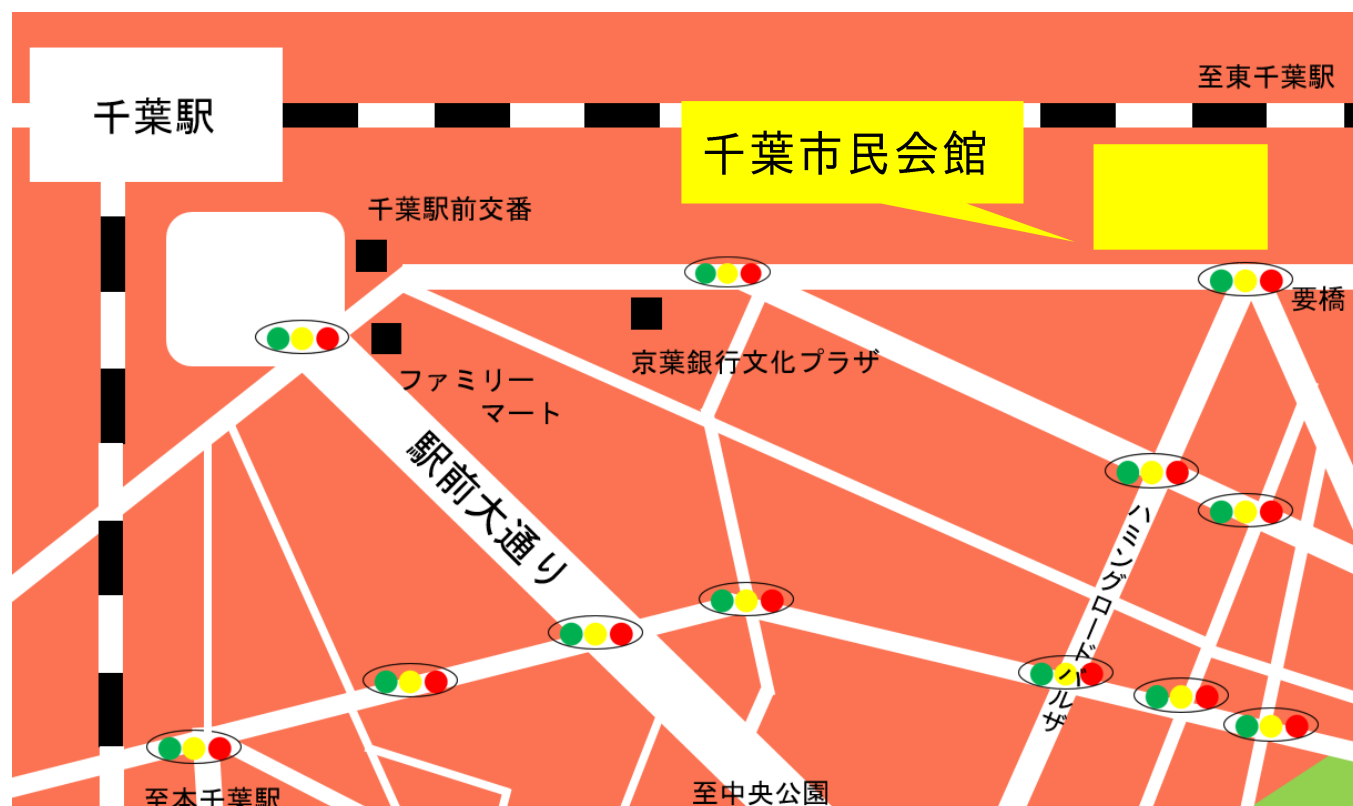 至東千葉駅
千葉駅
千葉市民会館
千葉駅前交番
要橋
京葉銀行文化プラザ
ファミリー
マート
駅前大通り
ハミングロードパルザ
至本千葉駅
至中央公園